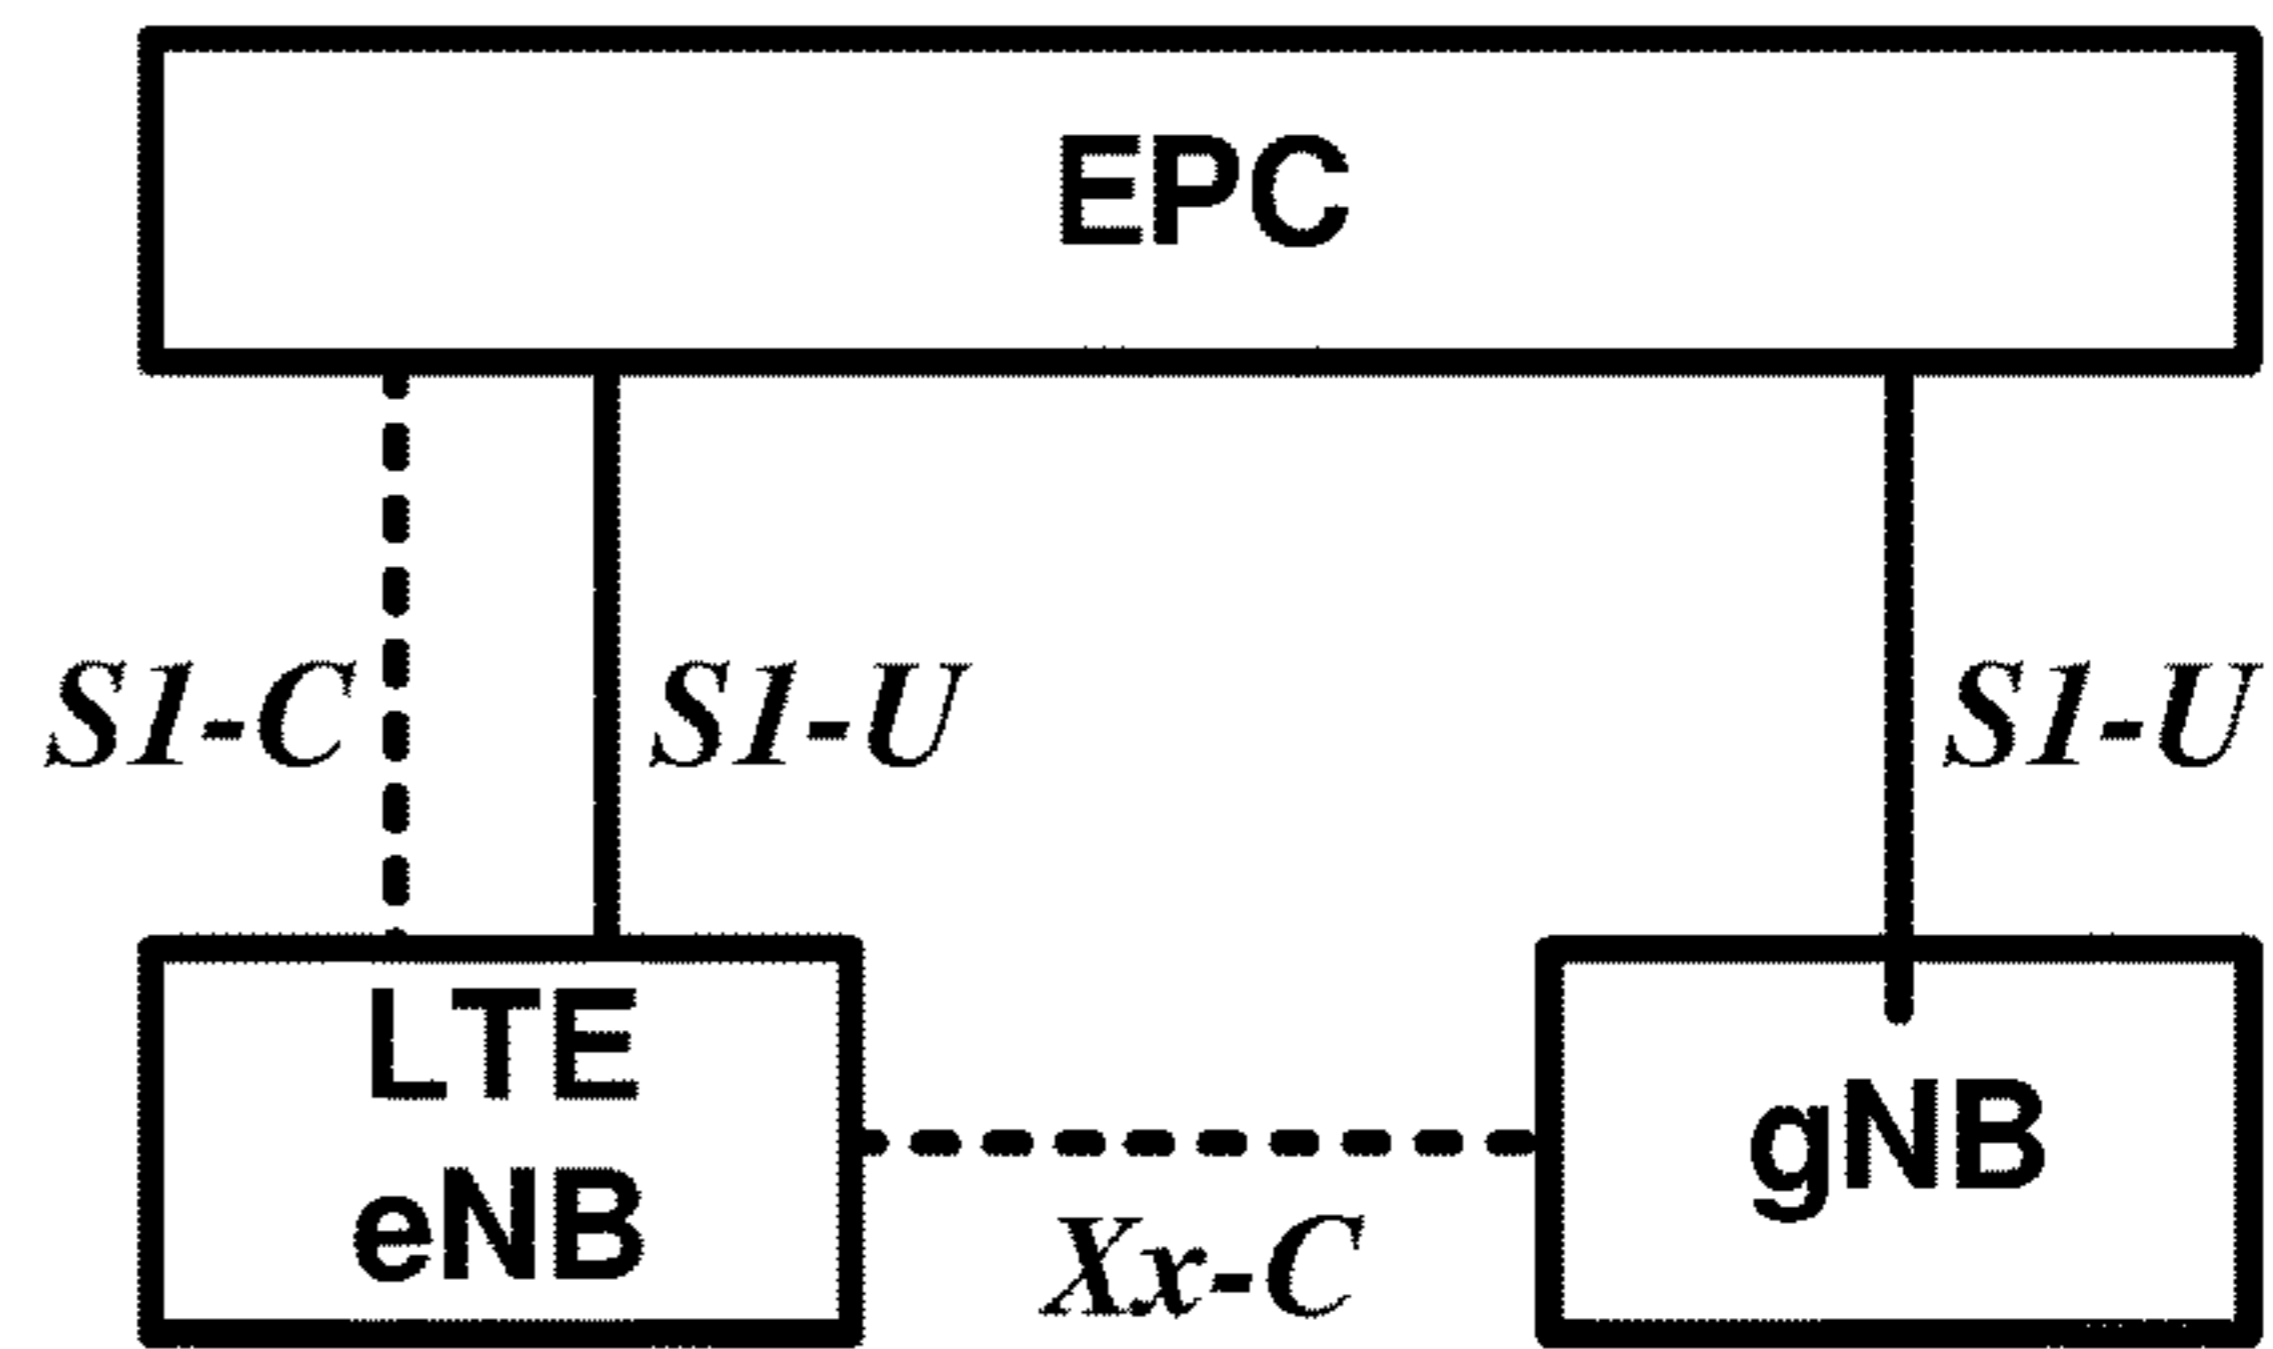 EPC
S1-C
S1-U
S1-U
LTE
eNB
gNB
Xx-C